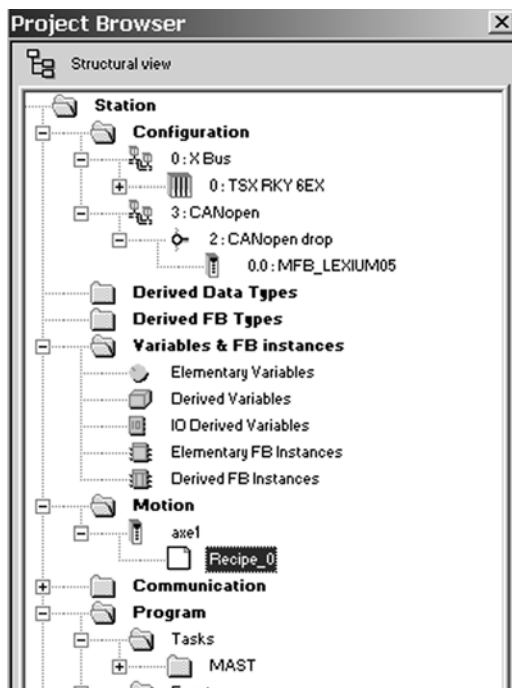 Project Browser
Structural view
Station
Configuration
0 : X Bus
0 : TSX RKY 6EX
3 : CANopen
2 : CANopen drop
0.0 : MFB_LEXIUM05
Derived Data Types
Derived FB Types
Variables & FB instances
Elementary Variables
Derived Variables
IO Derived Variables
Elementary FB Instances
Derived FB Instances
Motion
axe1
Recipe_0
Communication
Program
Tasks
MAST